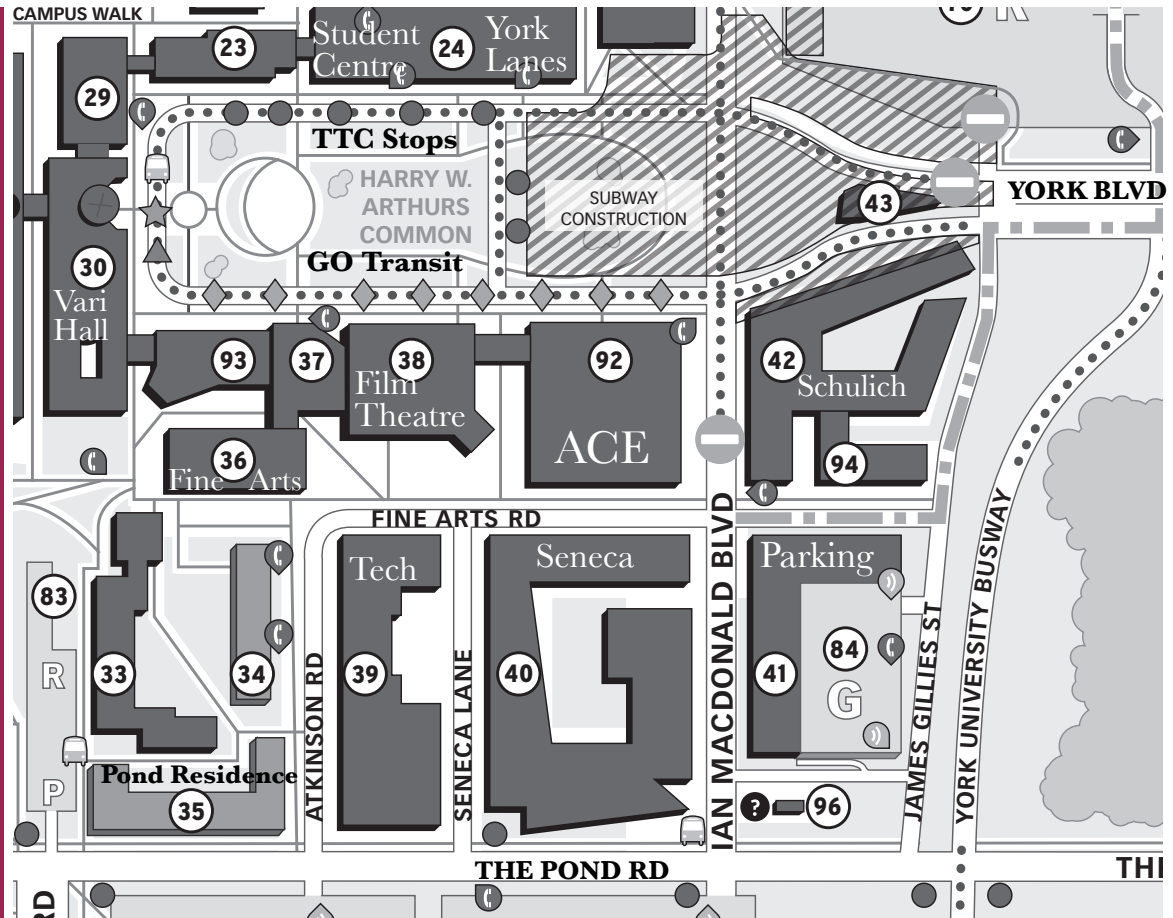 CAMPUS WALK
23
Student
Centre
24
York
Lanes
R
29
TTC Stops
HARRY W.
ARTHURS
COMMON
SUBWAY
CONSTRUCTION
43
YORK BLVD
GO Transit
30
Vari
Hall
93
37
38
Film
Theatre
92
ACE
42
Schulich
36
Fine Arts
94
FINE ARTS RD
Tech
Seneca
Parking
83
R
P
33
34
39
40
41
84
G
ATKINSON RD
SENECA LANE
IAN MACDONALD BLVD
JAMES GILLIES ST
YORK UNIVERSITY BUSWAY
Pond Residence
35
?
96
THE POND RD
THE
RD